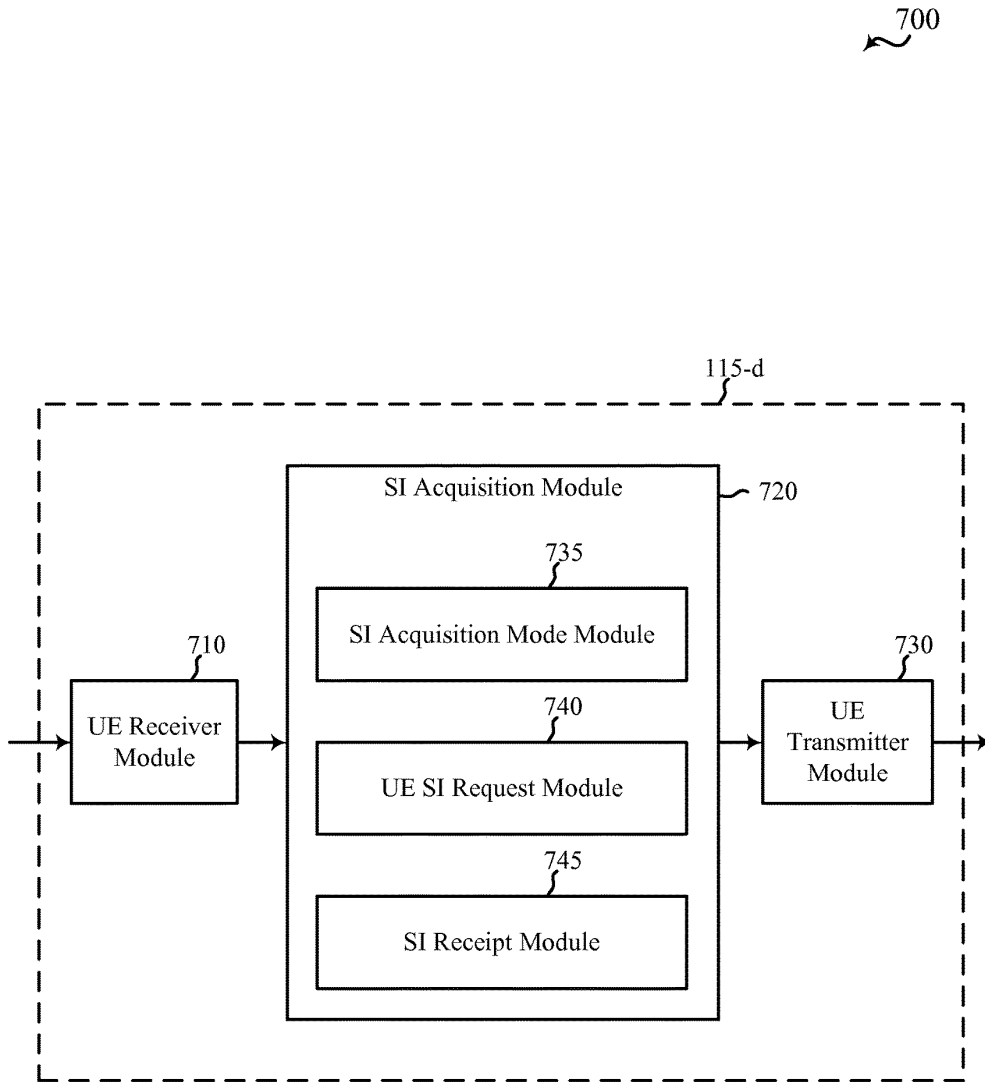 700
115-d
SI Acquisition Module
720
735
SI Acquisition Mode Module
710
UE Receiver
Module
740
UE SI Request Module
730
UE
Transmitter
Module
745
SI Receipt Module